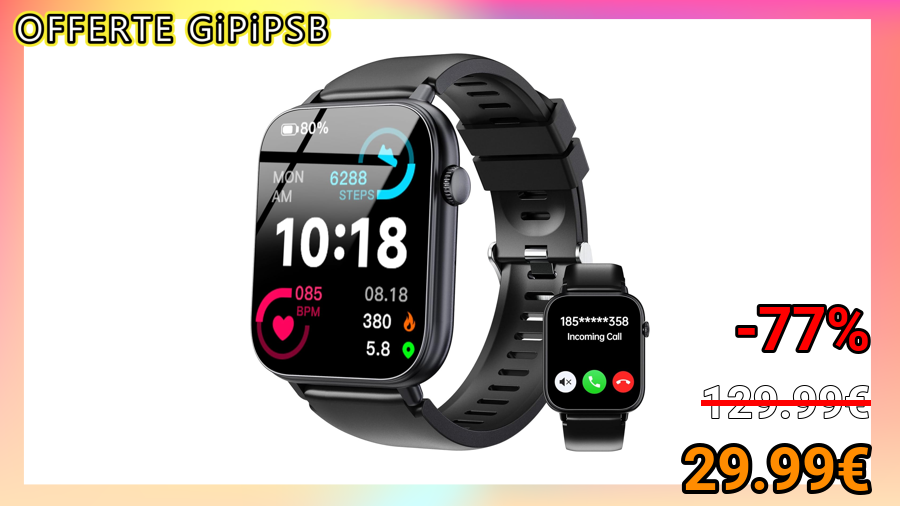 OFFERTE GiPiPSB
80%
MON
AM
6288
STEPS
10:18
085
BPM
08.18
380
5.8
185*****358
Incoming Call
-77%
129.99€
29.99€